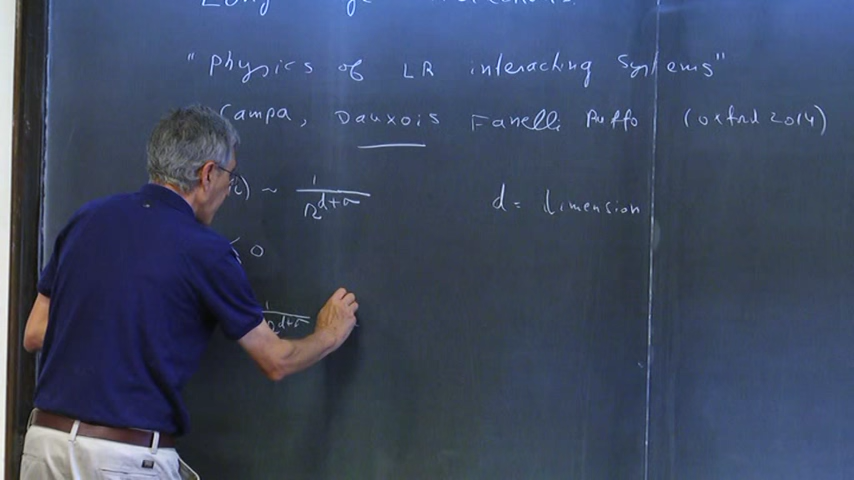 "Physics of LR interacting systems"
Campa, Dauxois Fanelli Ruffo (Oxford 2014)
(r) ~ 1/r^{d+σ} d = dimension
≤ 0
1/r^{d+σ}